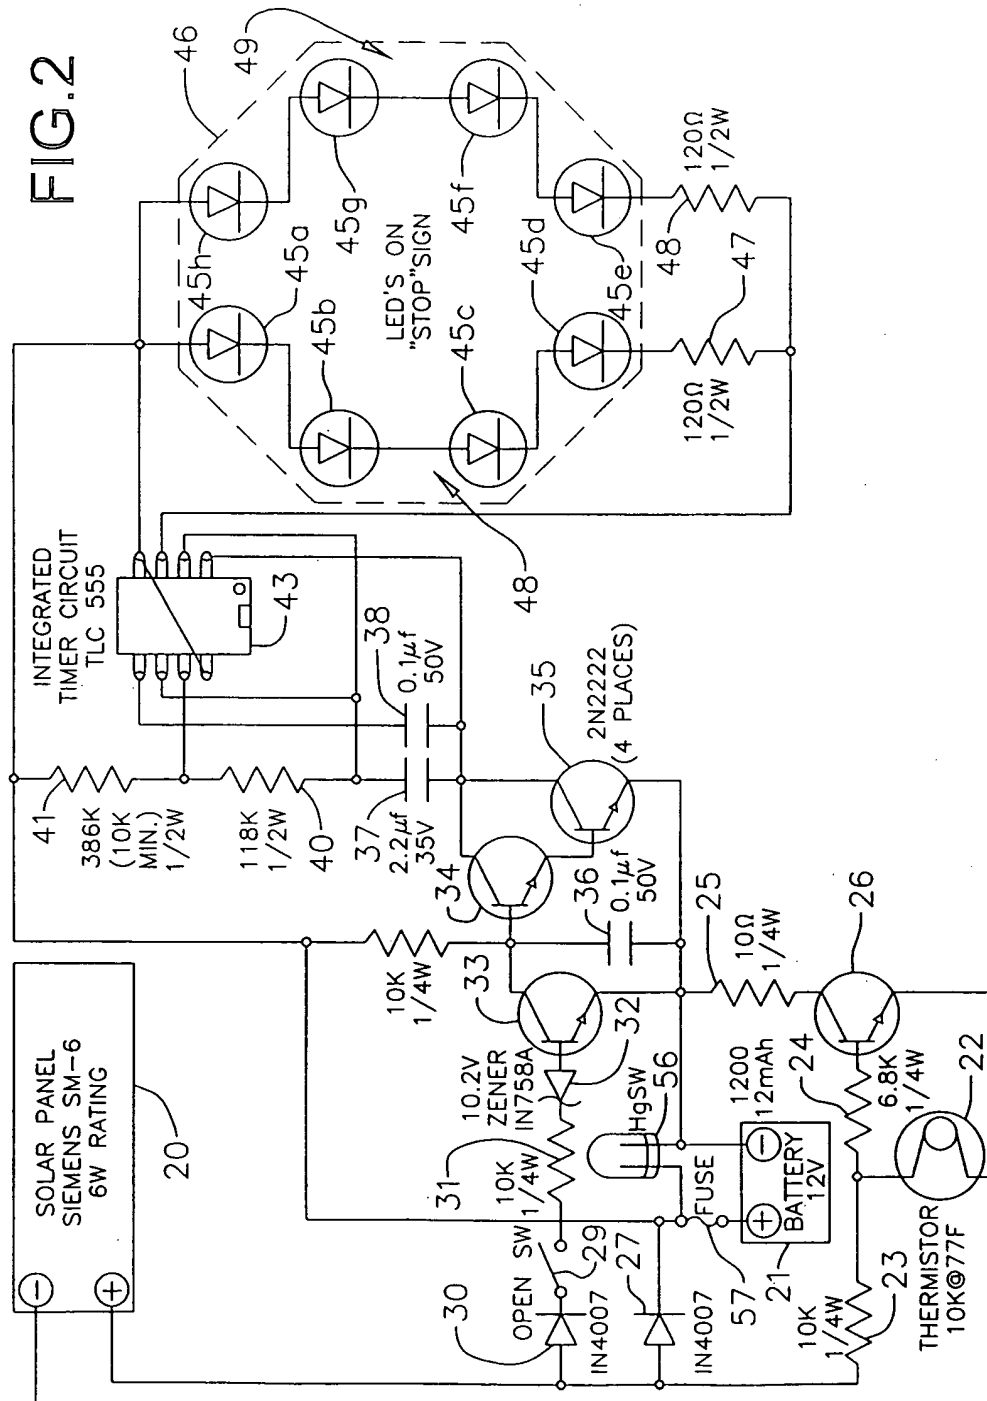 FIG.2
SOLAR PANEL
SIEMENS SM-6
6W RATING
20
41
386K
(10K
MIN.)
1/2W
118K
1/2W
40
INTEGRATED
TIMER CIRCUIT
TLC 555
43
46
49
45h
45a
45g
45b
LED'S ON
"STOP"SIGN
45f
45c
45d
45e
48
120Ω
1/2W
48
120Ω
1/2W
47
37
2.2μf
35V
38
0.1μf
50V
10K
1/4W
34
35
2N2222
(4 PLACES)
33
36
0.1μf
50V
10.2V
ZENER
IN758A
32
31
10K
1/4W
OPEN SW
29
30
IN4007
27
IN4007
HgSW
56
FUSE
57
BATTERY
12V
1200
12mAh
21
25
10Ω
1/4W
26
24
6.8K
1/4W
22
23
10K
1/4W
THERMISTOR
10K@77F